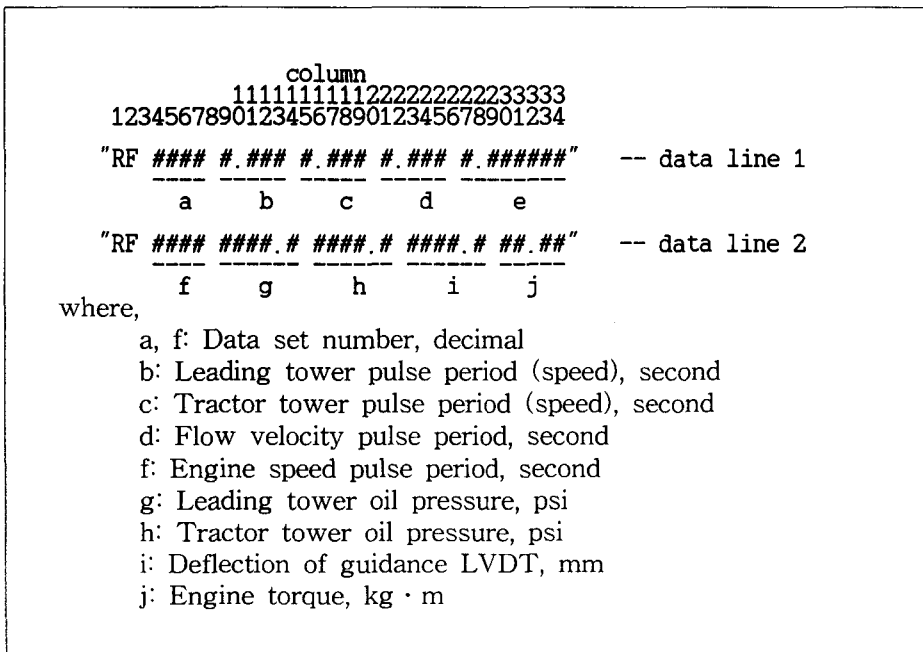 column
1111111111222222222233333
1234567890123456789012345678901234
"RF #### #.### #.### #.### #.######" -- data line 1
a b c d e
"RF #### ####.# ####.# ####.# ##.##" -- data line 2
f g h i j
where,
a, f: Data set number, decimal
b: Leading tower pulse period (speed), second
c: Tractor tower pulse period (speed), second
d: Flow velocity pulse period, second
f: Engine speed pulse period, second
g: Leading tower oil pressure, psi
h: Tractor tower oil pressure, psi
i: Deflection of guidance LVDT, mm
j: Engine torque, kg · m